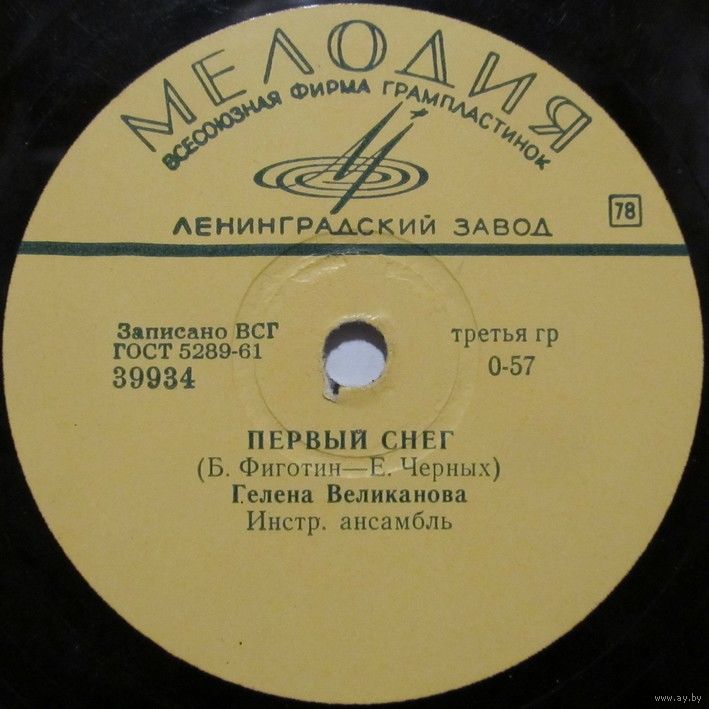 МЕЛОДИЯ
ВСЕСОЮЗНАЯ ФИРМА ГРАМПЛАСТИНОК
ЛЕНИНГРАДСКИЙ ЗАВОД
78
Записано ВСГ
ГОСТ 5289-61
39934
третья гр
0-57
ПЕРВЫЙ СНЕГ
(Б. Фиготин—Е. Черных)
Гелена Великанова
Инстр. ансамбль
www.ay.by